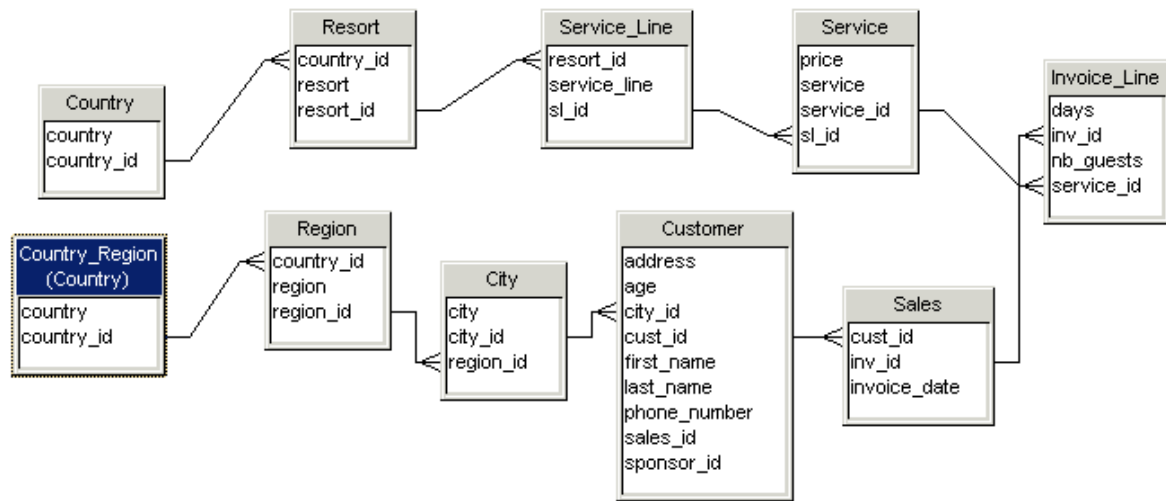 Country
country
country_id
Resort
country_id
resort
resort_id
Service_Line
resort_id
service_line
sl_id
Service
price
service
service_id
sl_id
Invoice_Line
days
inv_id
nb_guests
service_id
Country_Region
(Country)
country
country_id
Region
country_id
region
region_id
City
city
city_id
region_id
Customer
address
age
city_id
cust_id
first_name
last_name
phone_number
sales_id
sponsor_id
Sales
cust_id
inv_id
invoice_date